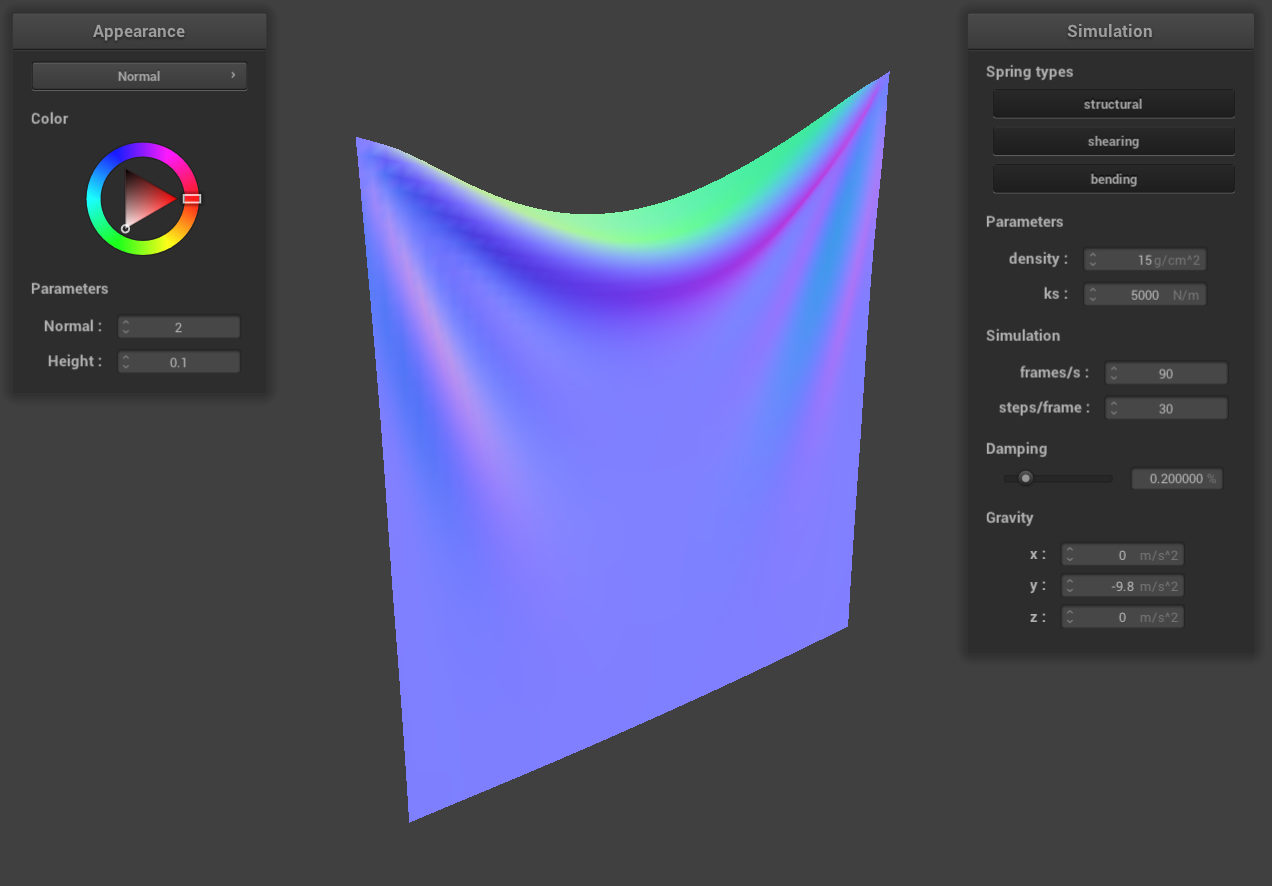 Appearance
Normal
Color
Parameters
Normal : 2
Height : 0.1
Simulation
Spring types
structural
shearing
bending
Parameters
density : 15 g/cm^2
ks : 5000 N/m
Simulation
frames/s : 90
steps/frame : 30
Damping
0.200000 %
Gravity
x : 0 m/s^2
y : -9.8 m/s^2
z : 0 m/s^2